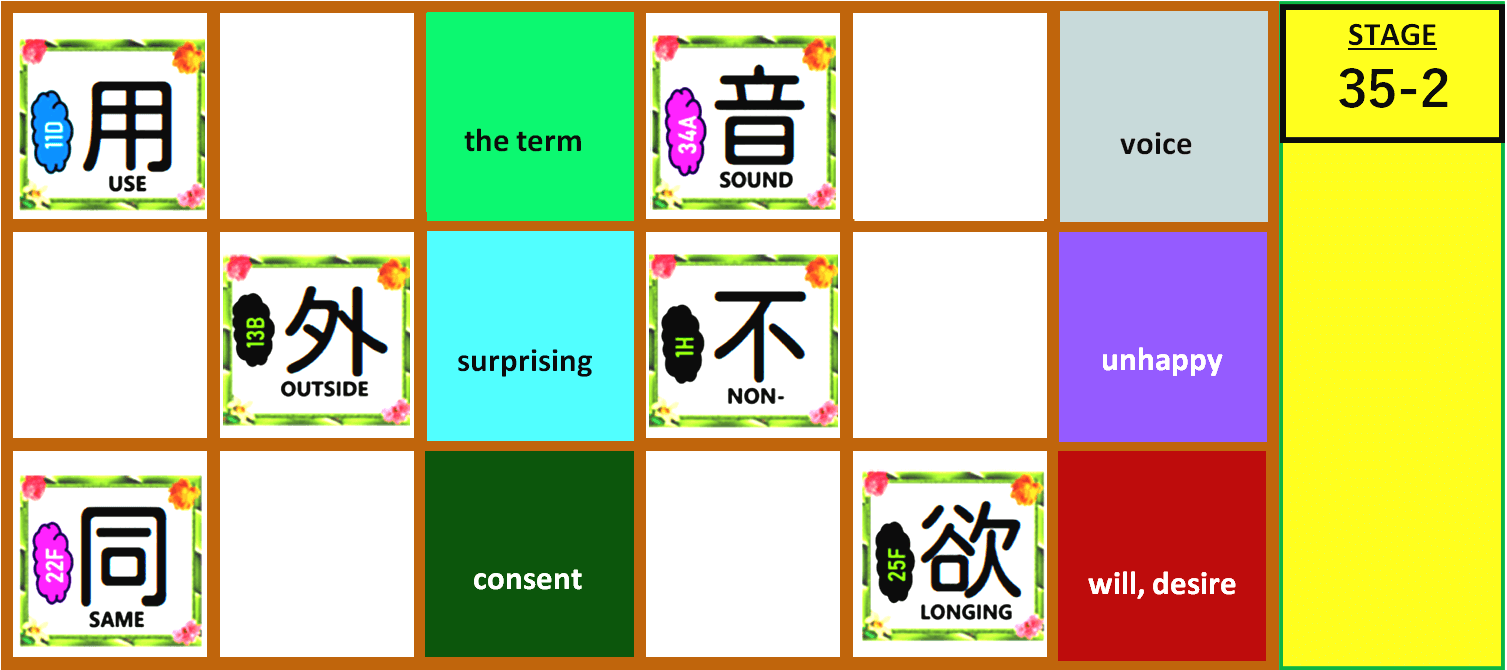 11D
用
USE
the term
34A
音
SOUND
voice
STAGE
35-2
13B
外
OUTSIDE
surprising
1H
不
NON-
unhappy
22F
同
SAME
consent
25F
欲
LONGING
will, desire